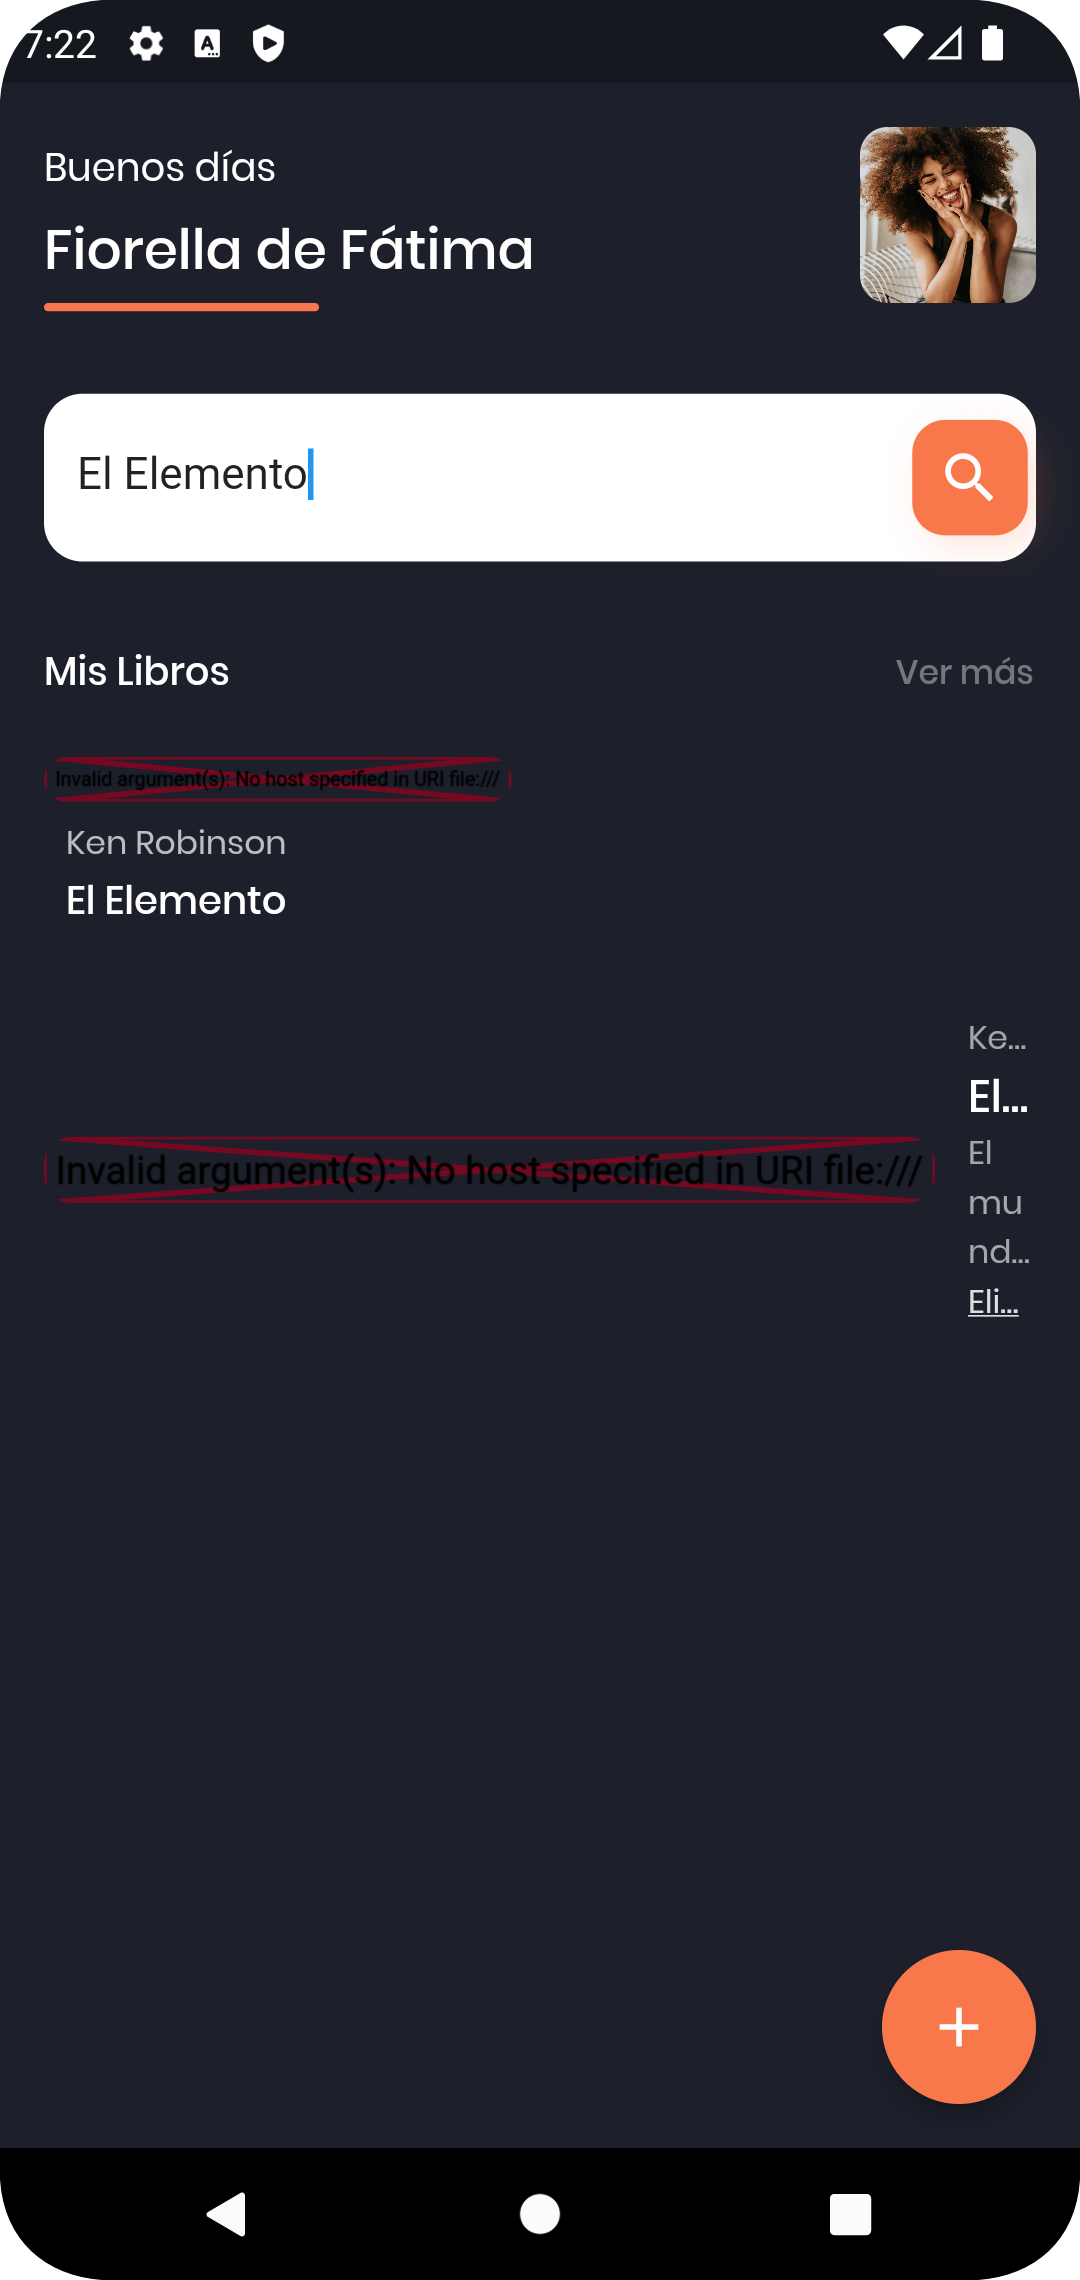 7:22
Buenos días
Fiorella de Fátima
El Elemento
Mis Libros
Ver más
Invalid argument(s): No host specified in URI file:///
Ken Robinson
El Elemento
Ke...
El...
Invalid argument(s): No host specified in URI file:///
El
mu
nd...
Eli...